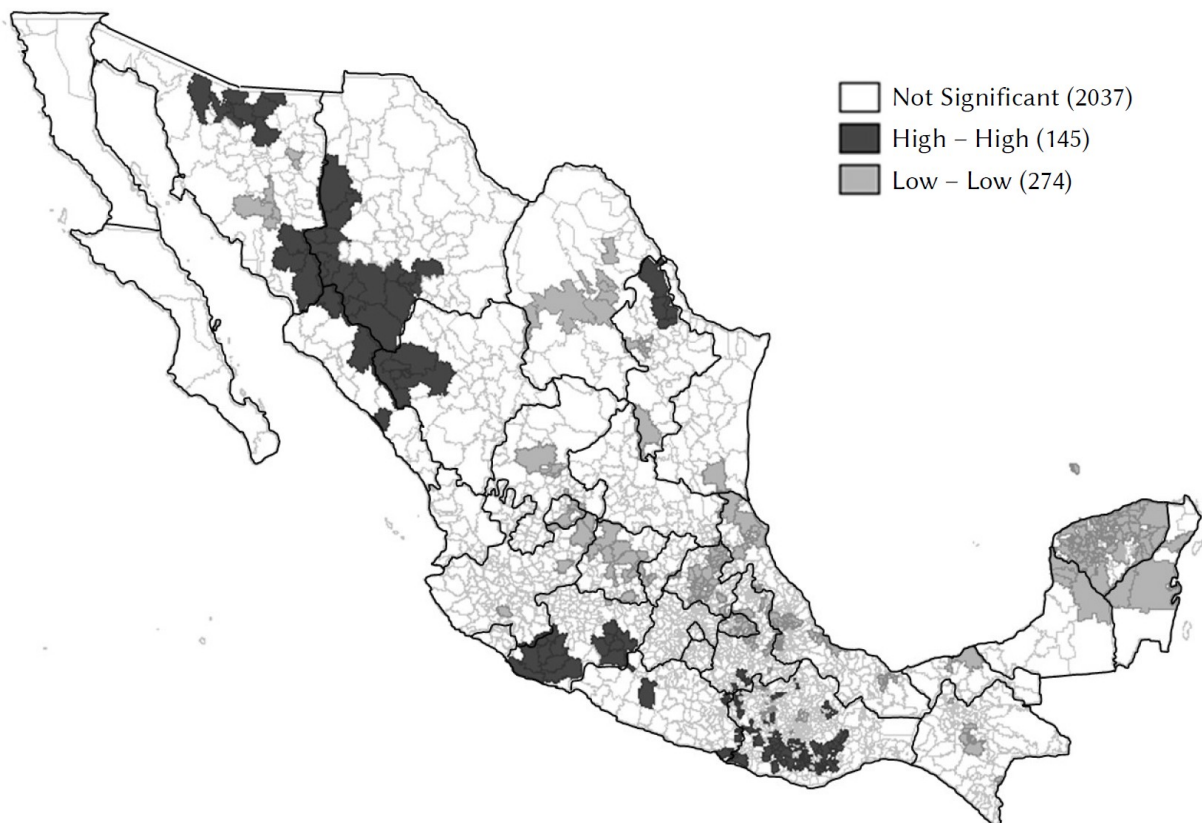 Not Significant (2037)
High – High (145)
Low – Low (274)